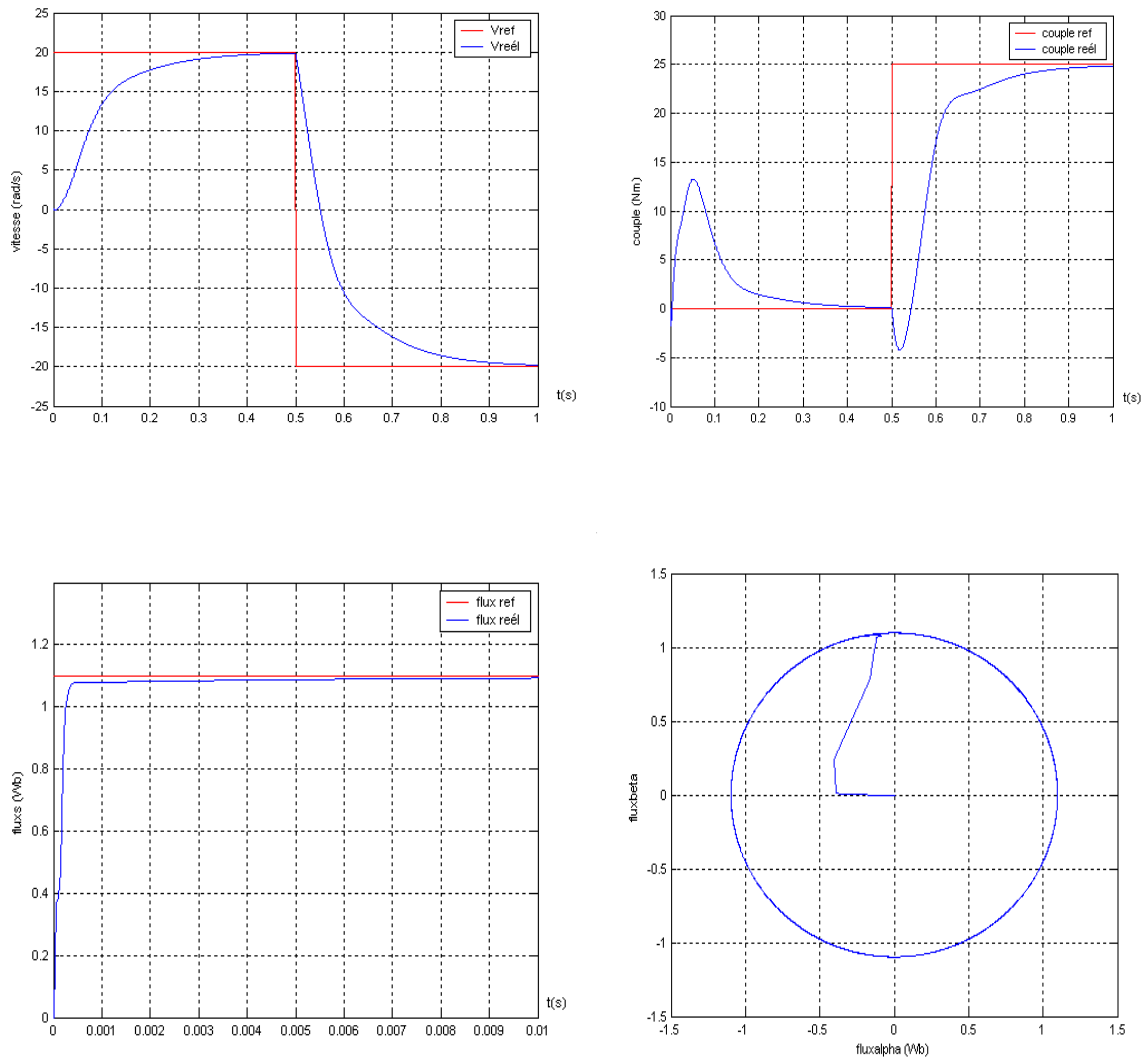 25
20
15
10
5
0
-5
-10
-15
-20
-25
vitesse (rad/s)
Vref
Vreél
0 0.1 0.2 0.3 0.4 0.5 0.6 0.7 0.8 0.9 1
t(s)
30
25
20
15
10
5
0
-5
-10
couple (Nm)
couple ref
couple reél
0 0.1 0.2 0.3 0.4 0.5 0.6 0.7 0.8 0.9 1
t(s)
1.2
1
0.8
0.6
0.4
0.2
0
fluxs (Wb)
flux ref
flux reél
0 0.001 0.002 0.003 0.004 0.005 0.006 0.007 0.008 0.009 0.01
t(s)
1.5
1
0.5
0
-0.5
-1
-1.5
fluxbeta
-1.5 -1 -0.5 0 0.5 1 1.5
fluxalpha (Wb)